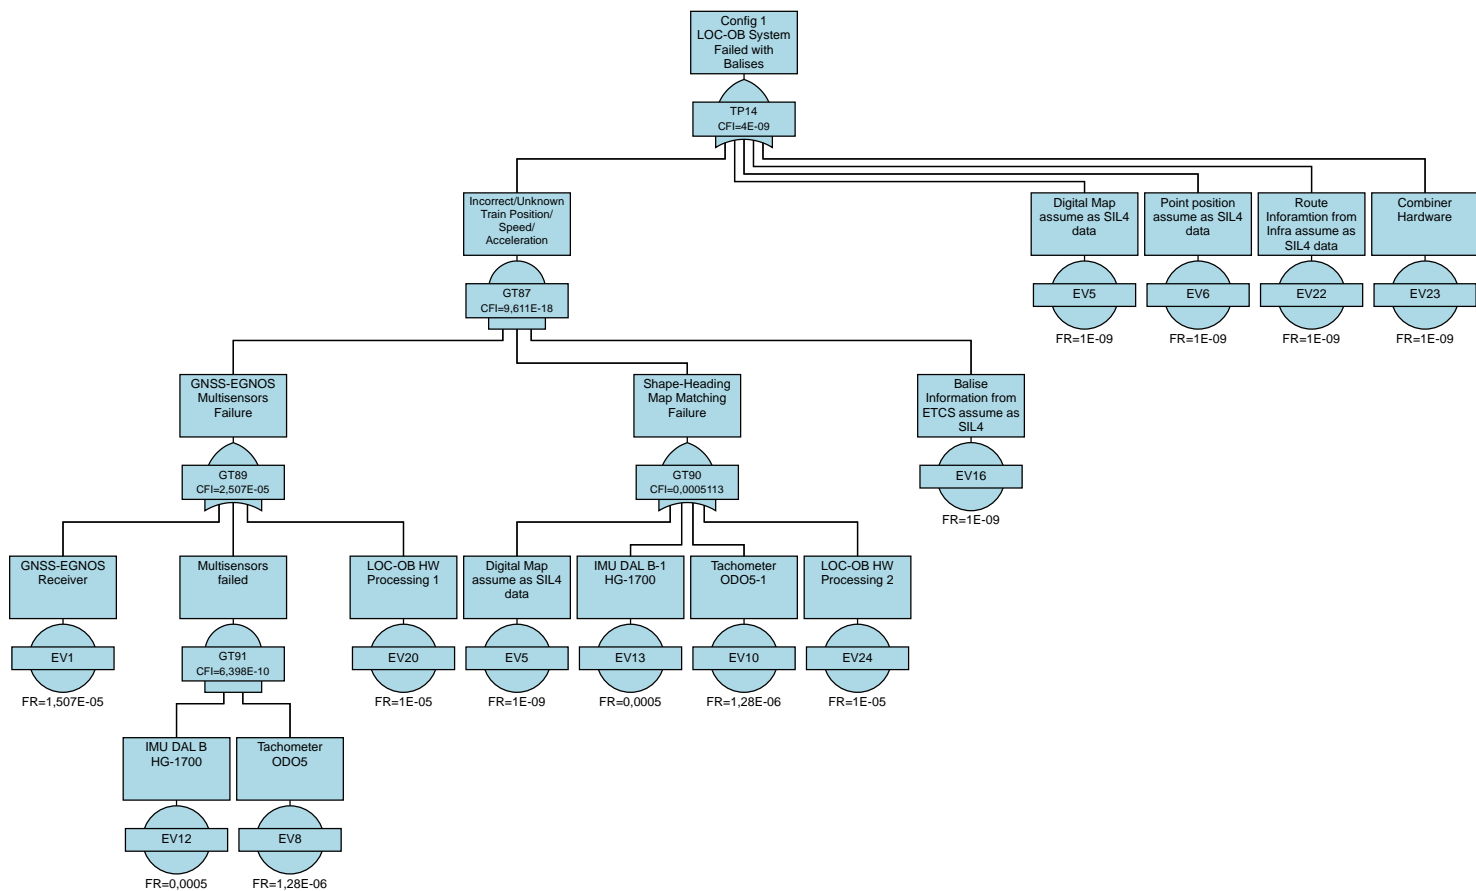 Config 1
LOC-OB System
Failed with
Balises
TP14
CFI=4E-09
Incorrect/Unknown
Train Position/
Speed/
Acceleration
GT87
CFI=9,611E-18
Digital Map
assume as SIL4
data
EV5
FR=1E-09
Point position
assume as SIL4
data
EV6
FR=1E-09
Route
Inforamtion from
Infra assume as
SIL4 data
EV22
FR=1E-09
Combiner
Hardware
EV23
FR=1E-09
GNSS-EGNOS
Multisensors
Failure
GT89
CFI=2,507E-05
Shape-Heading
Map Matching
Failure
GT90
CFI=0,0005113
Balise
Information from
ETCS assume as
SIL4
EV16
FR=1E-09
GNSS-EGNOS
Receiver
EV1
FR=1,507E-05
Multisensors
failed
GT91
CFI=6,398E-10
LOC-OB HW
Processing 1
EV20
FR=1E-05
Digital Map
assume as SIL4
data
EV5
FR=1E-09
IMU DAL B-1
HG-1700
EV13
FR=0,0005
Tachometer
ODO5-1
EV10
FR=1,28E-06
LOC-OB HW
Processing 2
EV24
FR=1E-05
IMU DAL B
HG-1700
EV12
FR=0,0005
Tachometer
ODO5
EV8
FR=1,28E-06